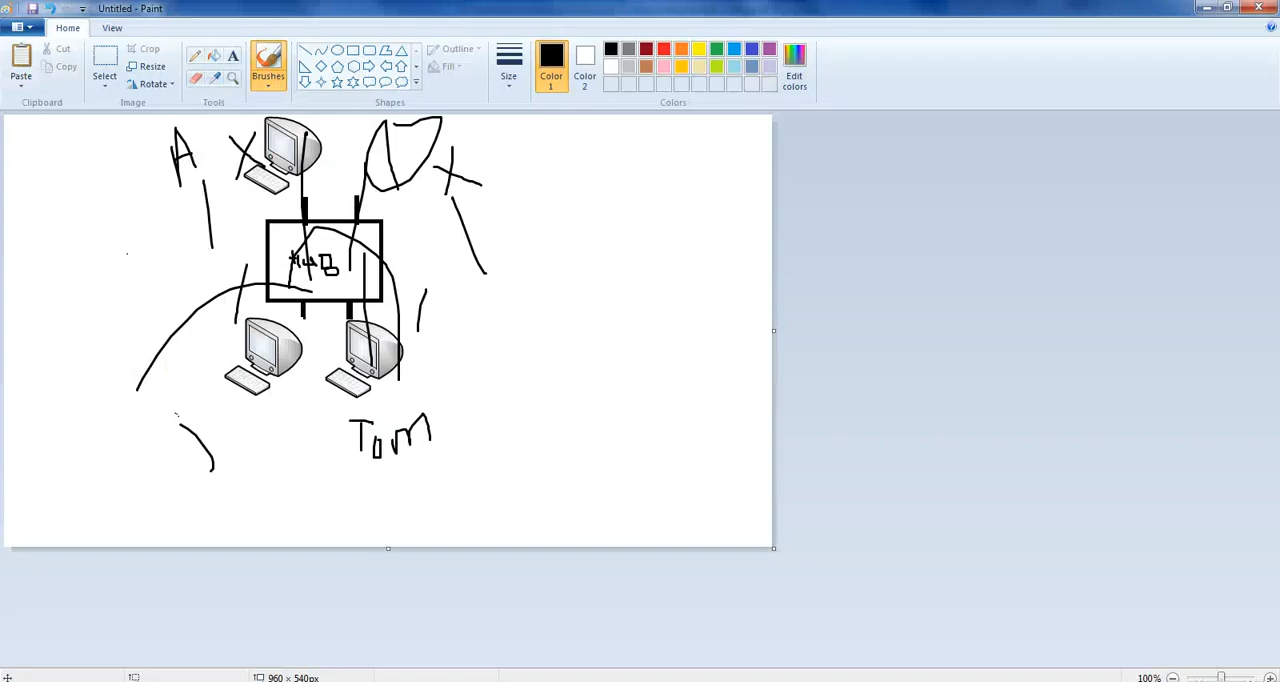 Untitled - Paint
Home
View
Paste
Cut
Copy
Clipboard
Select
Crop
Resize
Rotate
Image
Tools
Brushes
Shapes
Outline
Fill
Size
Color 1
Color 2
Edit colors
Colors
A
HUB
Tom
960 × 540px
100%